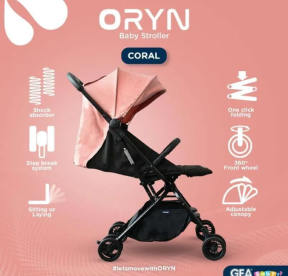 ORYN
Baby Stroller
CORAL
Shock
absorber
One click
folding
Step break
system
360°
Front wheel
Sitting or
Laying
Adjustable
canopy
#letsmovewithORYN
GEA